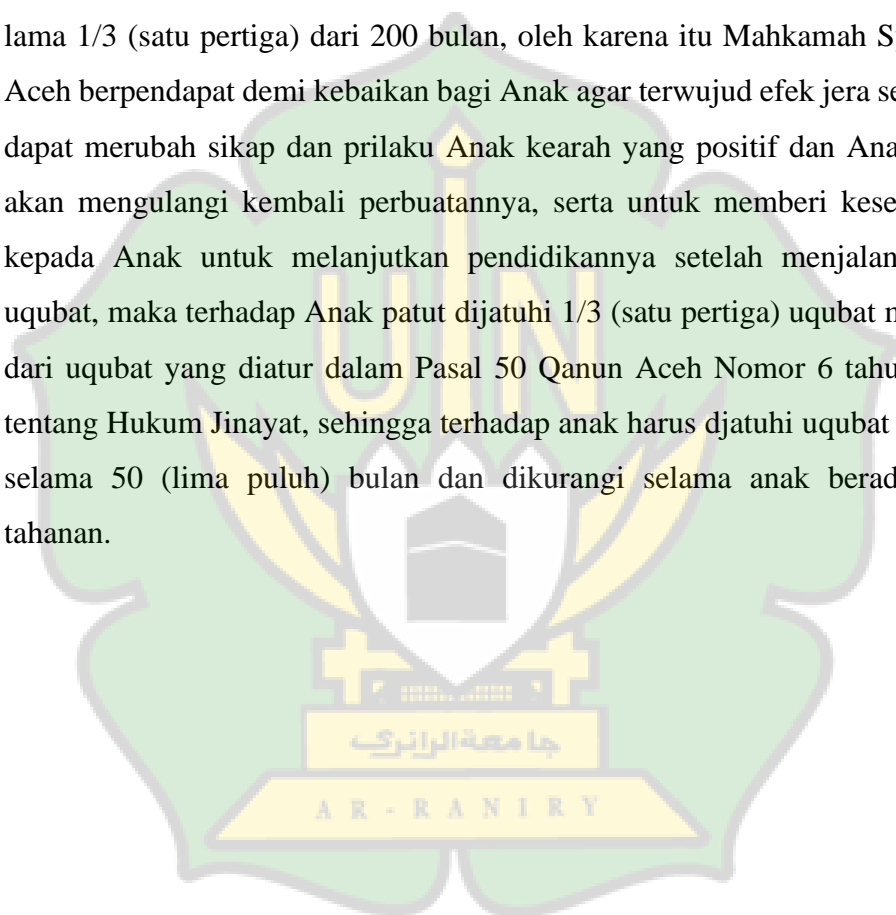 lama 1/3 (satu pertiga) dari 200 bulan, oleh karena itu Mahkamah S
Aceh berpendapat demi kebaikan bagi Anak agar terwujud efek jera se
dapat merubah sikap dan prilaku Anak kearah yang positif dan Ana
akan mengulangi kembali perbuatannya, serta untuk memberi kese
kepada Anak untuk melanjutkan pendidikannya setelah menjalan
uqubat, maka terhadap Anak patut dijatuhi 1/3 (satu pertiga) uqubat m
dari uqubat yang diatur dalam Pasal 50 Qanun Aceh Nomor 6 tahu
tentang Hukum Jinayat, sehingga terhadap anak harus djatuhi uqubat
selama 50 (lima puluh) bulan dan dikurangi selama anak berad
tahanan.
UIN
جامعة الرانري
AR-RANIRY